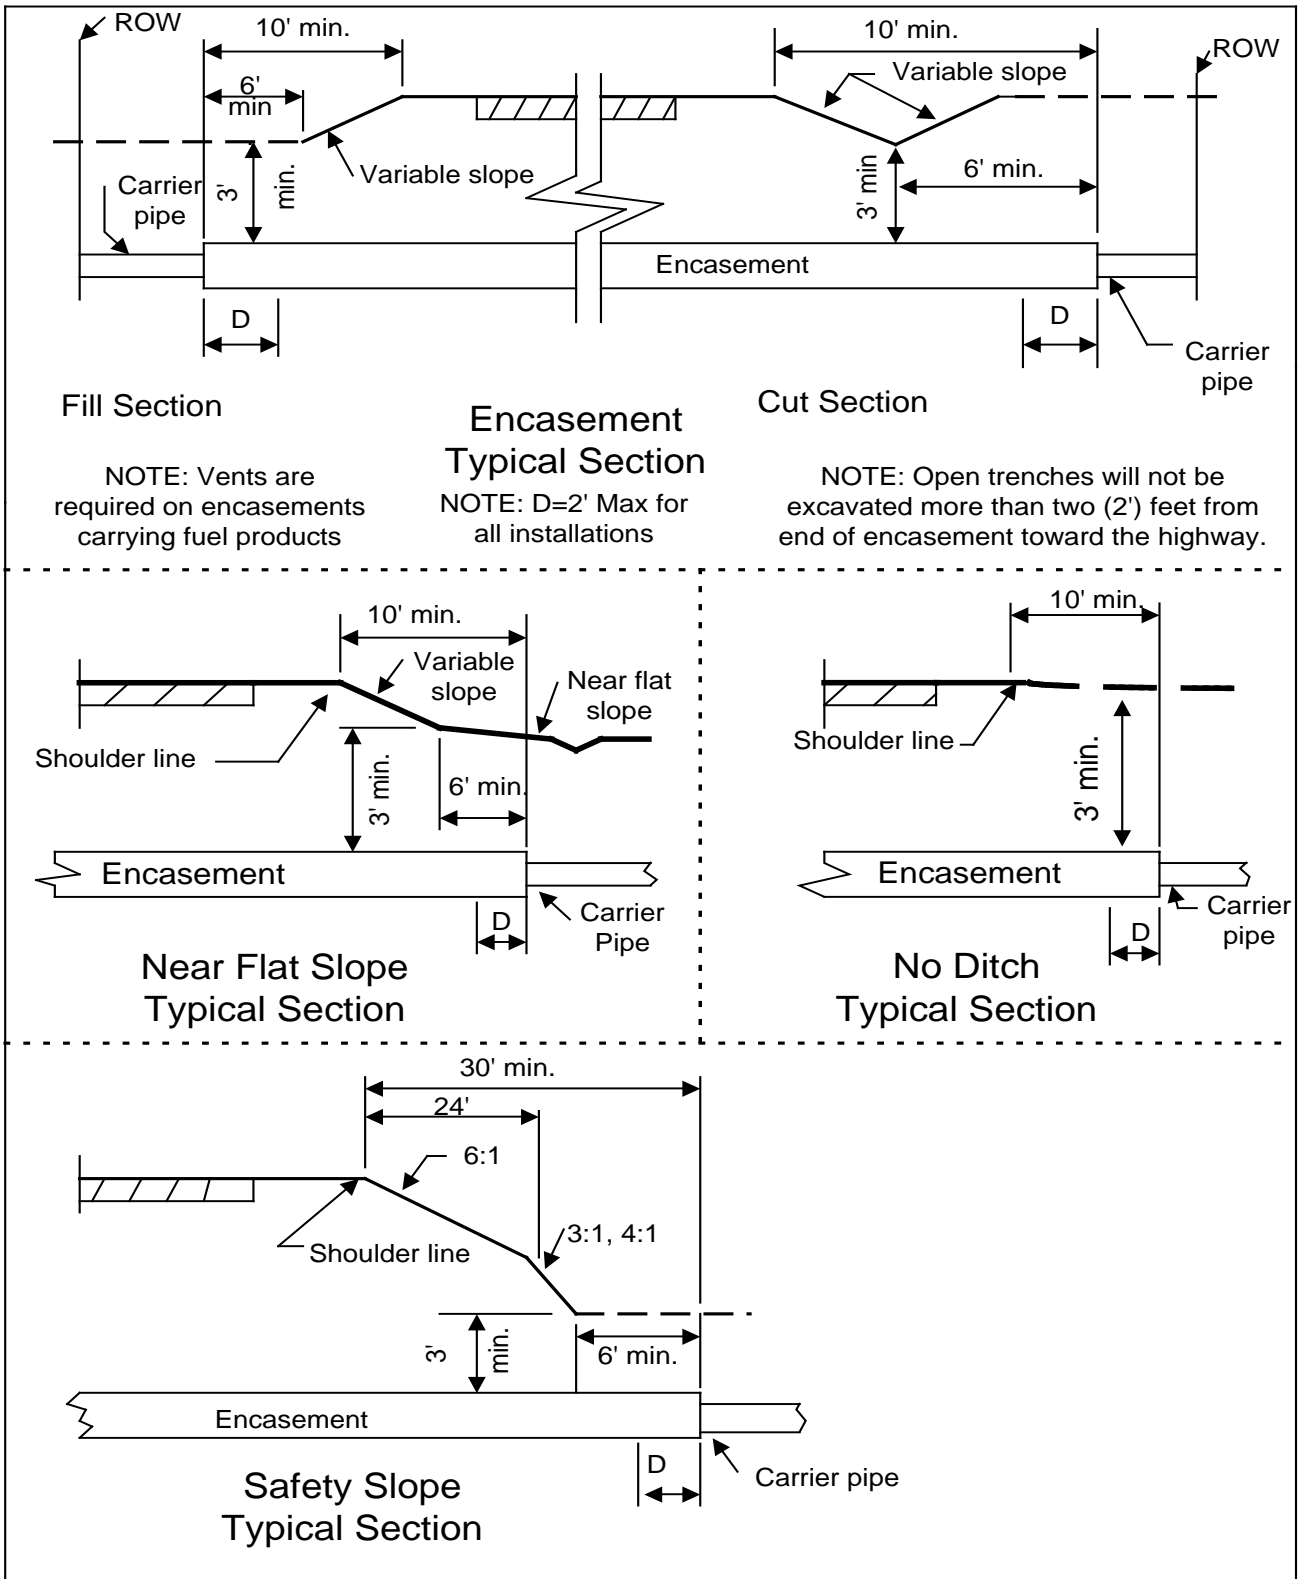 ROW
10' min.
10' min.
ROW
6'
min
Variable slope
Variable slope
3'
min.
3' min
6' min.
Carrier
pipe
Encasement
D
D
Carrier
pipe
Fill Section
Encasement
Typical Section
Cut Section
NOTE: Vents are
required on encasements
carrying fuel products
NOTE: D=2' Max for
all installations
NOTE: Open trenches will not be
excavated more than two (2') feet from
end of encasement toward the highway.
10' min.
Variable
slope
Near flat
slope
Shoulder line
3' min.
6' min.
Encasement
D
Carrier
Pipe
Near Flat Slope
Typical Section
10' min.
Shoulder line
3' min.
Encasement
D
Carrier
pipe
No Ditch
Typical Section
30' min.
24'
6:1
3:1, 4:1
Shoulder line
3'
min.
6' min.
Encasement
D
Carrier pipe
Safety Slope
Typical Section